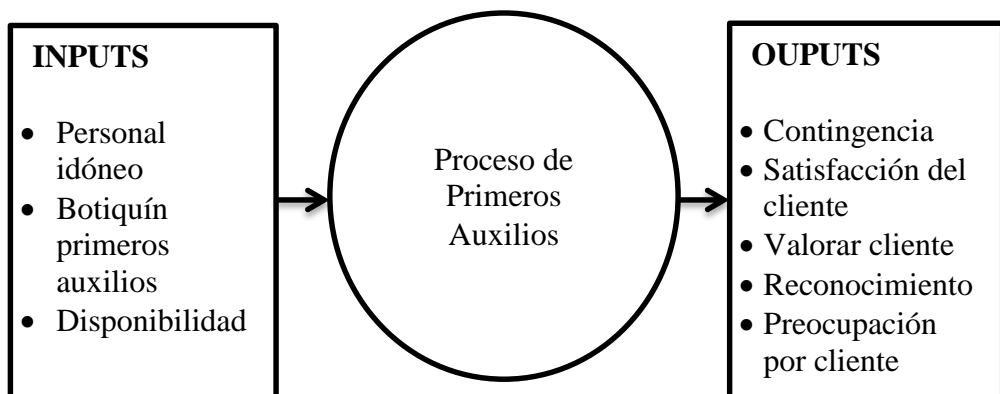 INPUTS
• Personal
idóneo
• Botiquín
primeros
auxilios
• Disponibilidad
Proceso de
Primeros
Auxilios
OUPUTS
• Contingencia
• Satisfacción del
cliente
• Valorar cliente
• Reconocimiento
• Preocupación
por cliente